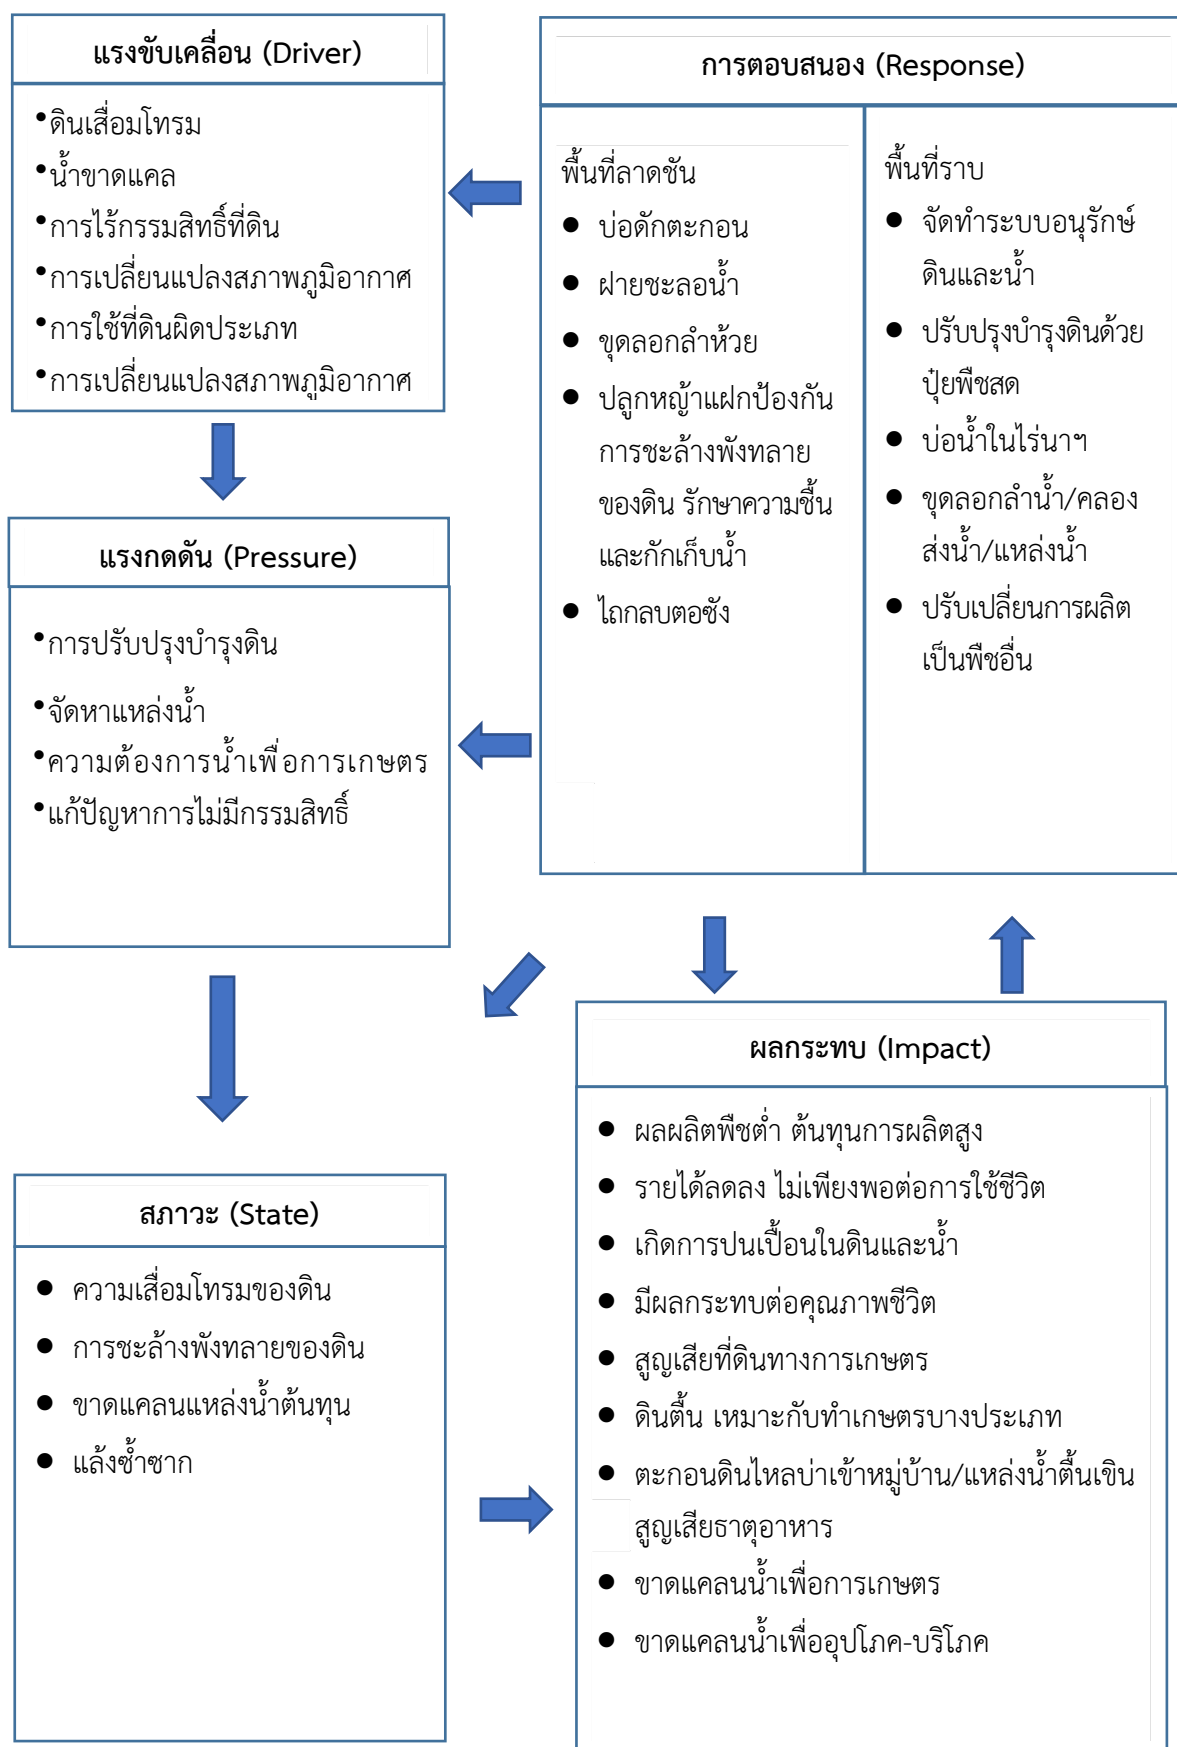 แรงขับเคลื่อน (Driver)
•ดินเสื่อมโทรม
•น้ำขาดแคล
•การไร้กรรมสิทธิ์ที่ดิน
•การเปลี่ยนแปลงสภาพภูมิอากาศ
•การใช้ที่ดินผิดประเภท
•การเปลี่ยนแปลงสภาพภูมิอากาศ
การตอบสนอง (Response)
พื้นที่ลาดชัน
● บ่อดักตะกอน
● ฝายชะลอน้ำ
● ขุดลอกลำห้วย
● ปลูกหญ้าแฝกป้องกัน
การชะล้างพังทลาย
ของดิน รักษาความชื้น
และกักเก็บน้ำ
● ไถกลบตอซัง
พื้นที่ราบ
● จัดทำระบบอนุรักษ์
ดินและน้ำ
● ปรับปรุงบำรุงดินด้วย
ปุ๋ยพืชสด
● บ่อน้ำในไร่นาฯ
● ขุดลอกลำน้ำ/คลอง
ส่งน้ำ/แหล่งน้ำ
● ปรับเปลี่ยนการผลิต
เป็นพืชอื่น
แรงกดดัน (Pressure)
•การปรับปรุงบำรุงดิน
•จัดหาแหล่งน้ำ
•ความต้องการน้ำเพื่อการเกษตร
•แก้ปัญหาการไม่มีกรรมสิทธิ์
สภาวะ (State)
● ความเสื่อมโทรมของดิน
● การชะล้างพังทลายของดิน
● ขาดแคลนแหล่งน้ำต้นทุน
● แล้งซ้ำซาก
ผลกระทบ (Impact)
● ผลผลิตพืชต่ำ ต้นทุนการผลิตสูง
● รายได้ลดลง ไม่เพียงพอต่อการใช้ชีวิต
● เกิดการปนเปื้อนในดินและน้ำ
● มีผลกระทบต่อคุณภาพชีวิต
● สูญเสียที่ดินทางการเกษตร
● ดินตื้น เหมาะกับทำเกษตรบางประเภท
● ตะกอนดินไหลบ่าเข้าหมู่บ้าน/แหล่งน้ำตื้นเขิน
สูญเสียธาตุอาหาร
● ขาดแคลนน้ำเพื่อการเกษตร
● ขาดแคลนน้ำเพื่ออุปโภค-บริโภค